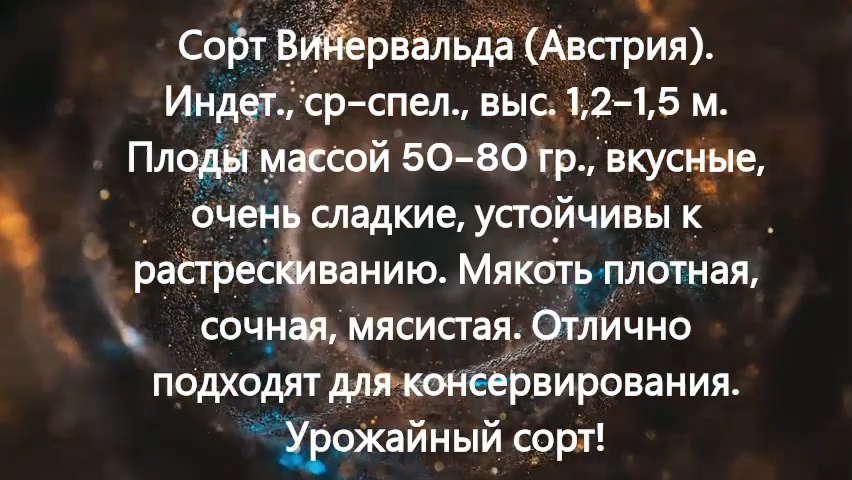 Сорт Винервальда (Австрия).
Индет., ср-спел., выс. 1,2-1,5 м.
Плоды массой 50-80 гр., вкусные,
очень сладкие, устойчивы к
растрескиванию. Мякоть плотная,
сочная, мясистая. Отлично
подходят для консервирования.
Урожайный сорт!